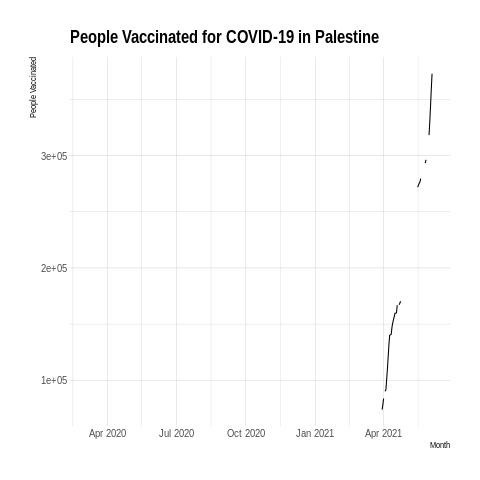 People Vaccinated for COVID-19 in Palestine
People Vaccinated
3e+05
2e+05
1e+05
Apr 2020 Jul 2020 Oct 2020 Jan 2021 Apr 2021
Month